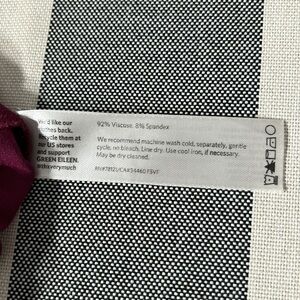 We'd like our
clothes back.
Recycle them at
our US stores
and support
GREEN EILEEN.
92% Viscose, 8% Spandex
We recommend machine wash cold, separately, gentle
cycle, no bleach. Line dry. Use cool iron, if necessary.
May be dry cleaned.